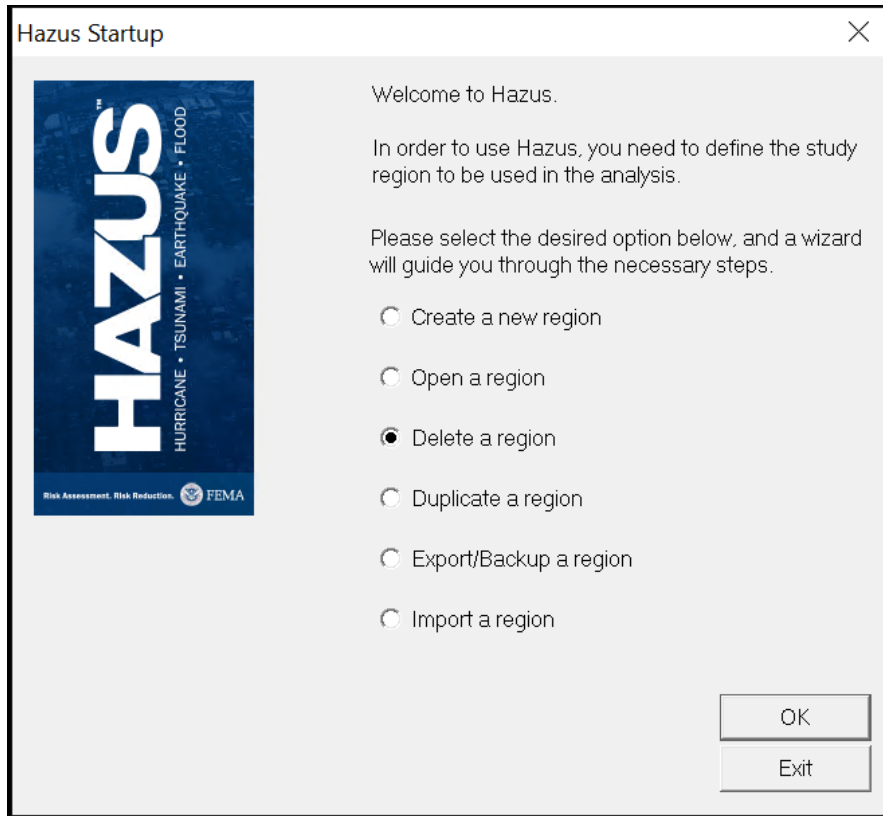 Hazus Startup
HAZUS™
HURRICANE • TSUNAMI • EARTHQUAKE • FLOOD
Risk Assessment. Risk Reduction. FEMA
Welcome to Hazus.
In order to use Hazus, you need to define the study
region to be used in the analysis.
Please select the desired option below, and a wizard
will guide you through the necessary steps.
Create a new region
Open a region
Delete a region
Duplicate a region
Export/Backup a region
Import a region
OK
Exit